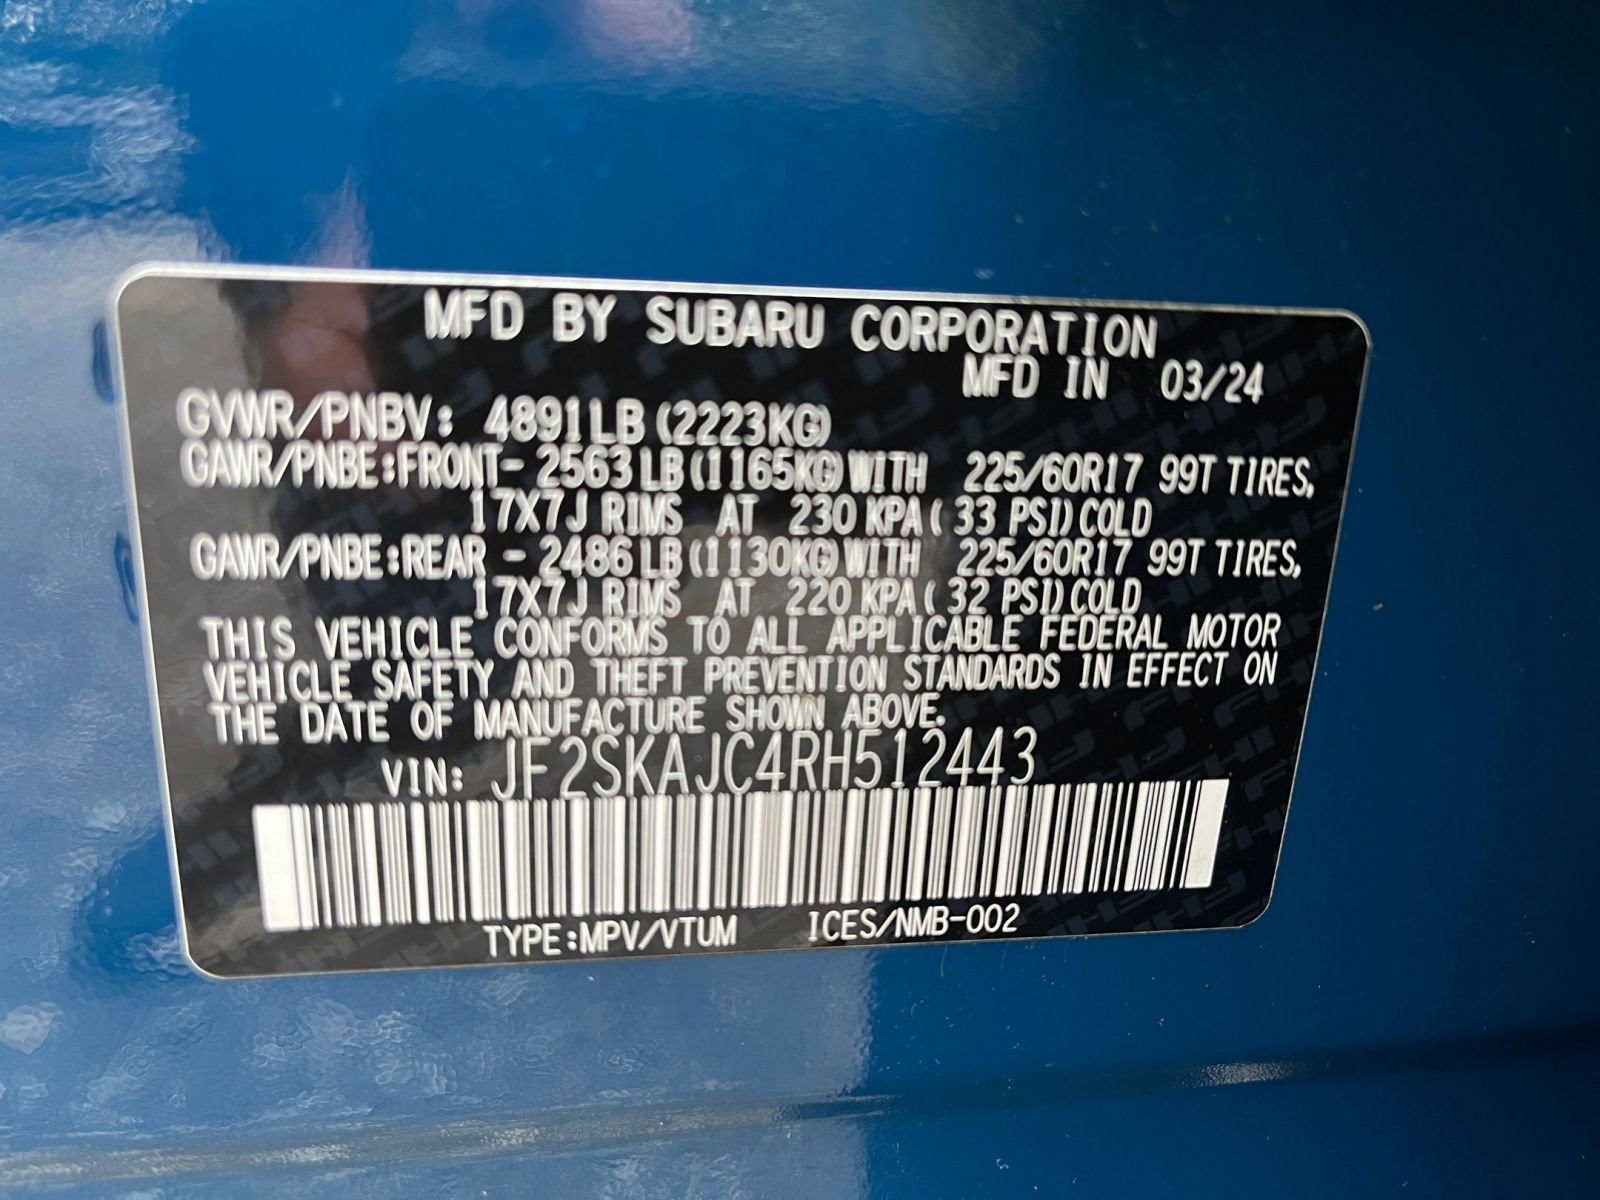 MFD BY SUBARU CORPORATION
MFD IN 03/24
GVWR/PNBV: 4891LB (2223KG)
GAWR/PNBE:FRONT- 2563LB(1165KG)WITH 225/60R17 99T TIRES,
17X7J RIMS AT 230 KPA( 33 PSI)COLD
GAWR/PNBE:REAR - 2486LB(1130KG)WITH 225/60R17 99T TIRES,
17X7J RIMS AT 220 KPA( 32 PSI)COLD
THIS VEHICLE CONFORMS TO ALL APPLICABLE FEDERAL MOTOR
VEHICLE SAFETY AND THEFT PREVENTION STANDARDS IN EFFECT ON
THE DATE OF MANUFACTURE SHOWN ABOVE.
VIN: JF2SKAJC4RH512443
TYPE:MPV/VTUM ICES/NMB-002